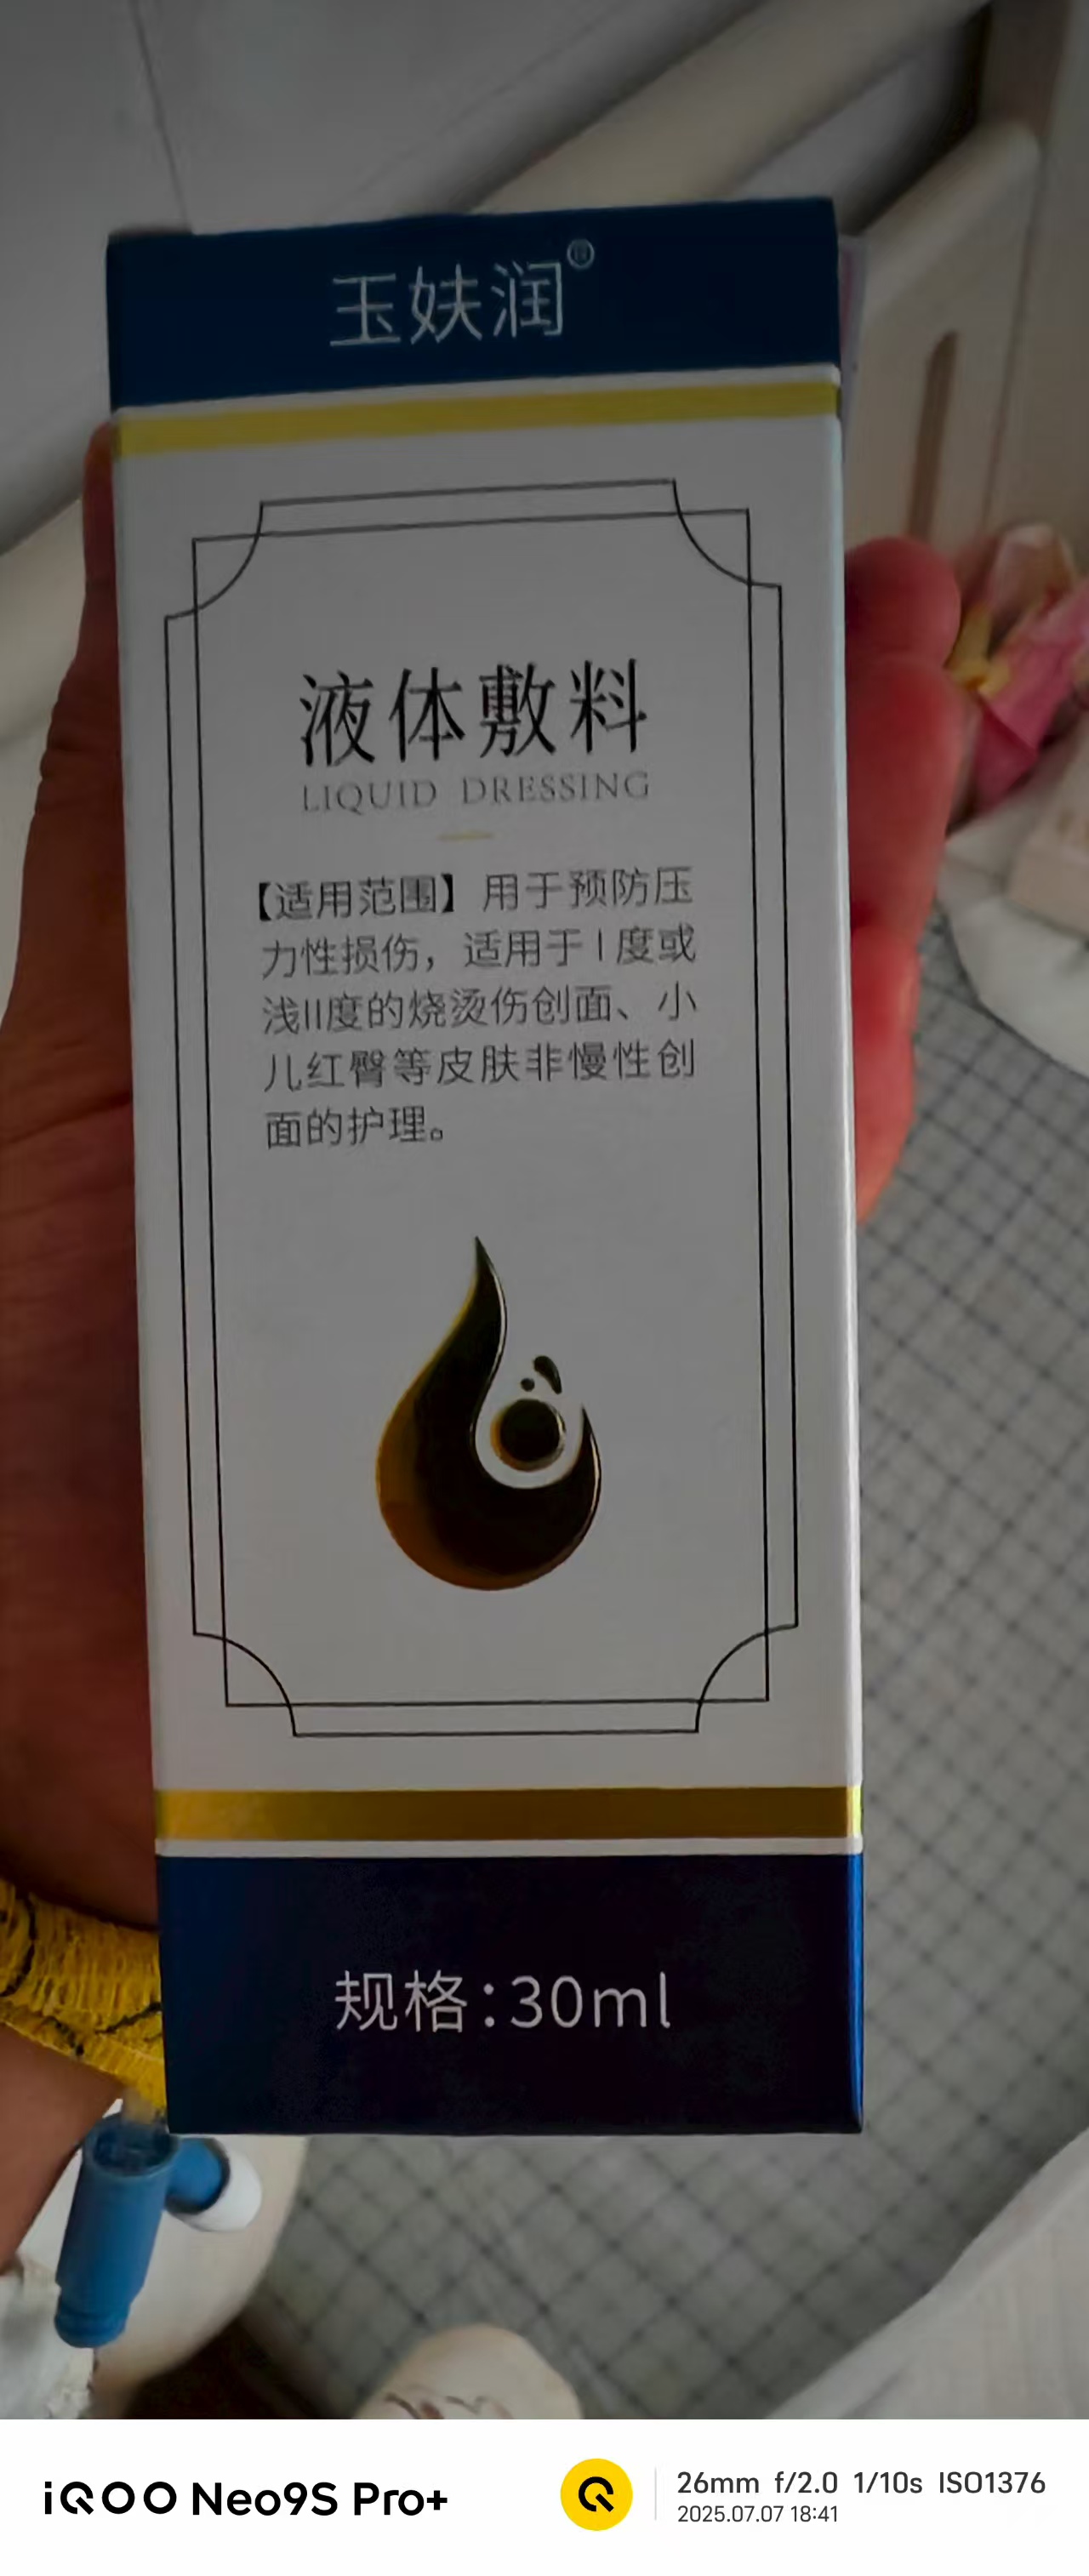 玉妋润®
液体敷料
LIQUID DRESSING
【适用范围】用于预防压
力性损伤，适用于Ⅰ度或
浅II度的烧烫伤创面、小
儿红臀等皮肤非慢性创
面的护理。
规格:30ml
iQOO Neo9S Pro+
26mm f/2.0 1/10s ISO1376
2025.07.07 18:41